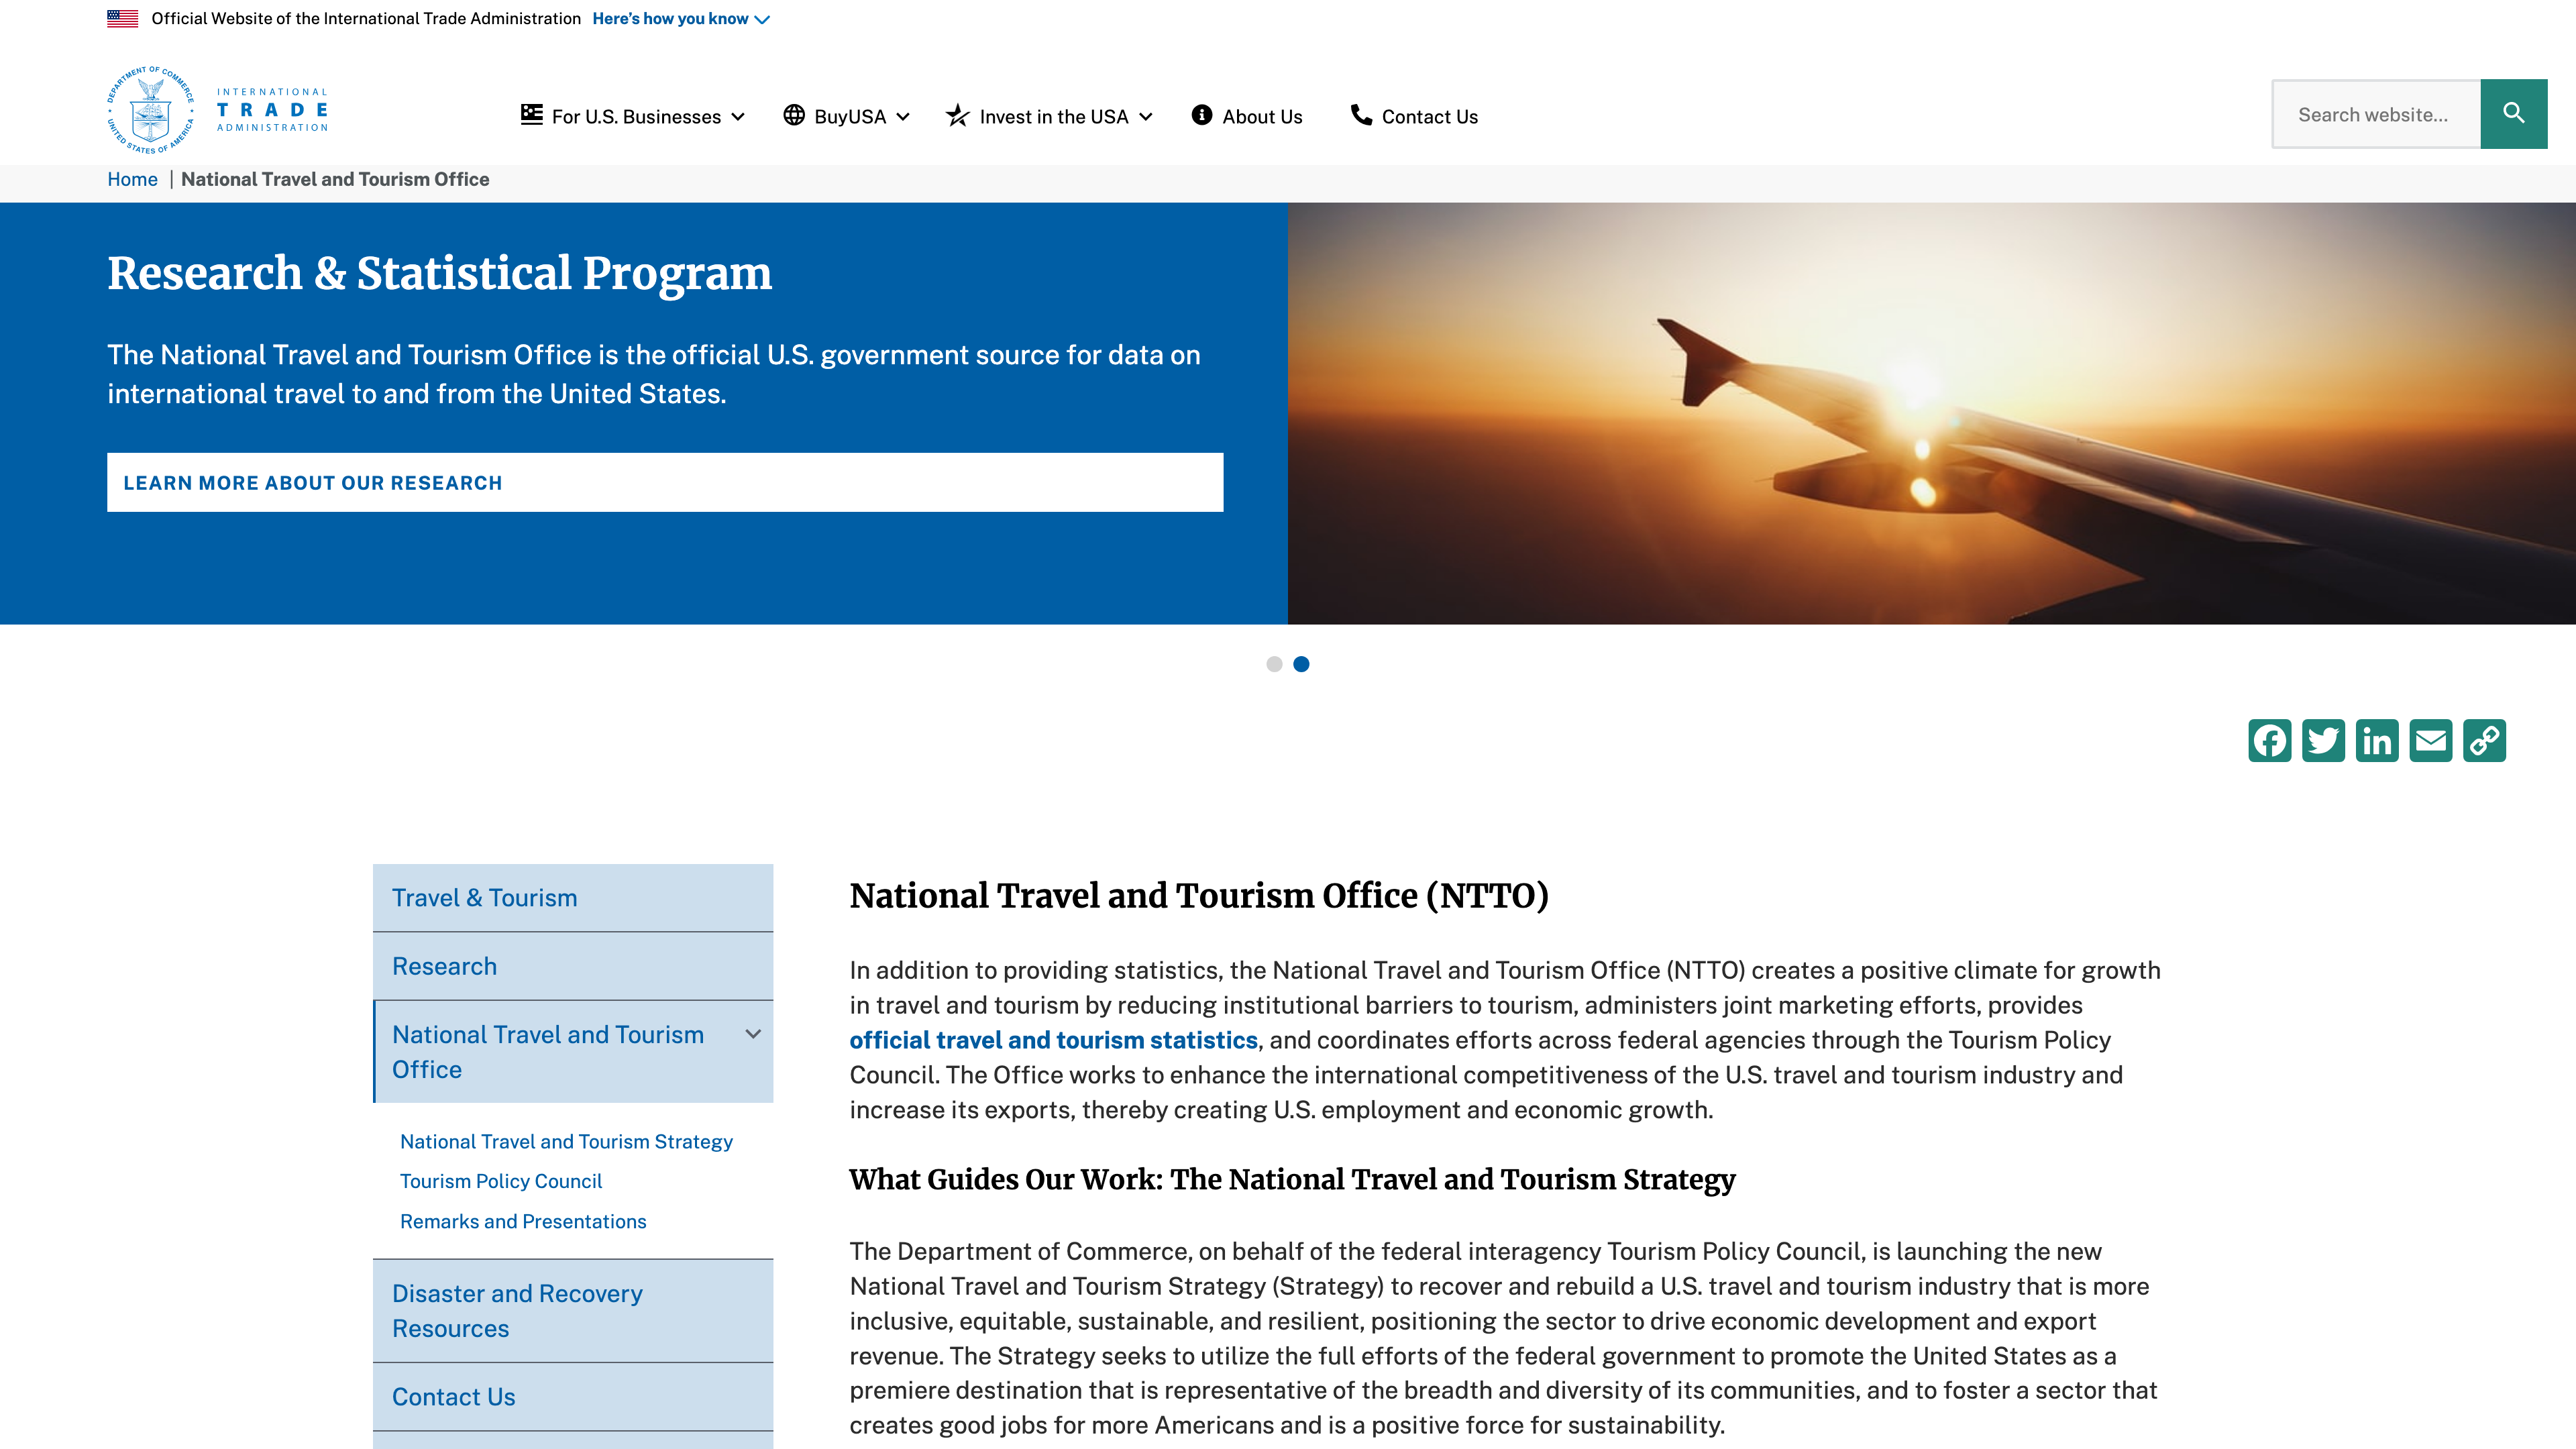 Official Website of the International Trade Administration Here's how you know
DEPARTMENT OF COMMERCE
UNITED STATES OF AMERICA
INTERNATIONAL
TRADE
ADMINISTRATION
For U.S. Businesses
BuyUSA
Invest in the USA
About Us
Contact Us
Search website...
Home | National Travel and Tourism Office
Research & Statistical Program
The National Travel and Tourism Office is the official U.S. government source for data on
international travel to and from the United States.
LEARN MORE ABOUT OUR RESEARCH
Travel & Tourism
Research
National Travel and Tourism
Office
National Travel and Tourism Strategy
Tourism Policy Council
Remarks and Presentations
Disaster and Recovery
Resources
Contact Us
National Travel and Tourism Office (NTTO)
In addition to providing statistics, the National Travel and Tourism Office (NTTO) creates a positive climate for growth
in travel and tourism by reducing institutional barriers to tourism, administers joint marketing efforts, provides
official travel and tourism statistics, and coordinates efforts across federal agencies through the Tourism Policy
Council. The Office works to enhance the international competitiveness of the U.S. travel and tourism industry and
increase its exports, thereby creating U.S. employment and economic growth.
What Guides Our Work: The National Travel and Tourism Strategy
The Department of Commerce, on behalf of the federal interagency Tourism Policy Council, is launching the new
National Travel and Tourism Strategy (Strategy) to recover and rebuild a U.S. travel and tourism industry that is more
inclusive, equitable, sustainable, and resilient, positioning the sector to drive economic development and export
revenue. The Strategy seeks to utilize the full efforts of the federal government to promote the United States as a
premiere destination that is representative of the breadth and diversity of its communities, and to foster a sector that
creates good jobs for more Americans and is a positive force for sustainability.